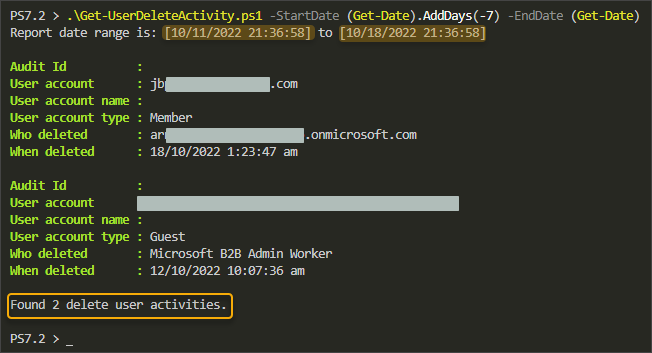 PS7.2 > .\Get-UserDeleteActivity.ps1 -StartDate (Get-Date).AddDays(-7) -EndDate (Get-Date)
Report date range is: [10/11/2022 21:36:58] to [10/18/2022 21:36:58]
Audit Id :
User account : jb .com
User account name :
User account type : Member
Who deleted : ar .onmicrosoft.com
When deleted : 18/10/2022 1:23:47 am
Audit Id :
User account
User account name :
User account type : Guest
Who deleted : Microsoft B2B Admin Worker
When deleted : 12/10/2022 10:07:36 am
Found 2 delete user activities.
PS7.2 > _